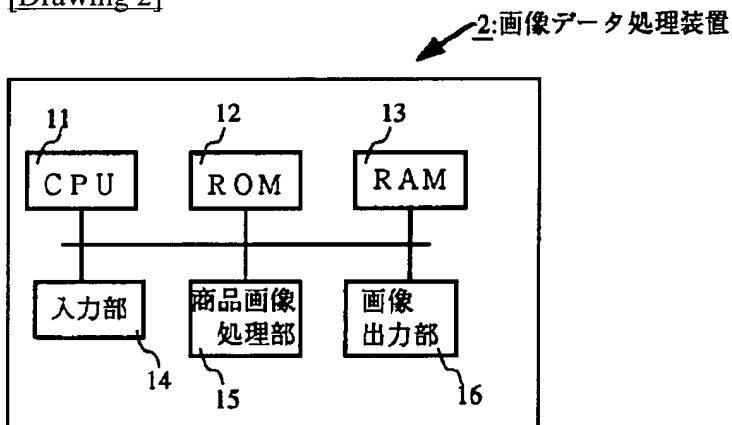 [Drawing 2]
2:画像データ処理装置
11
12
13
CPU
ROM
RAM
入力部
商品画像
処理部
画像
出力部
14
15
16